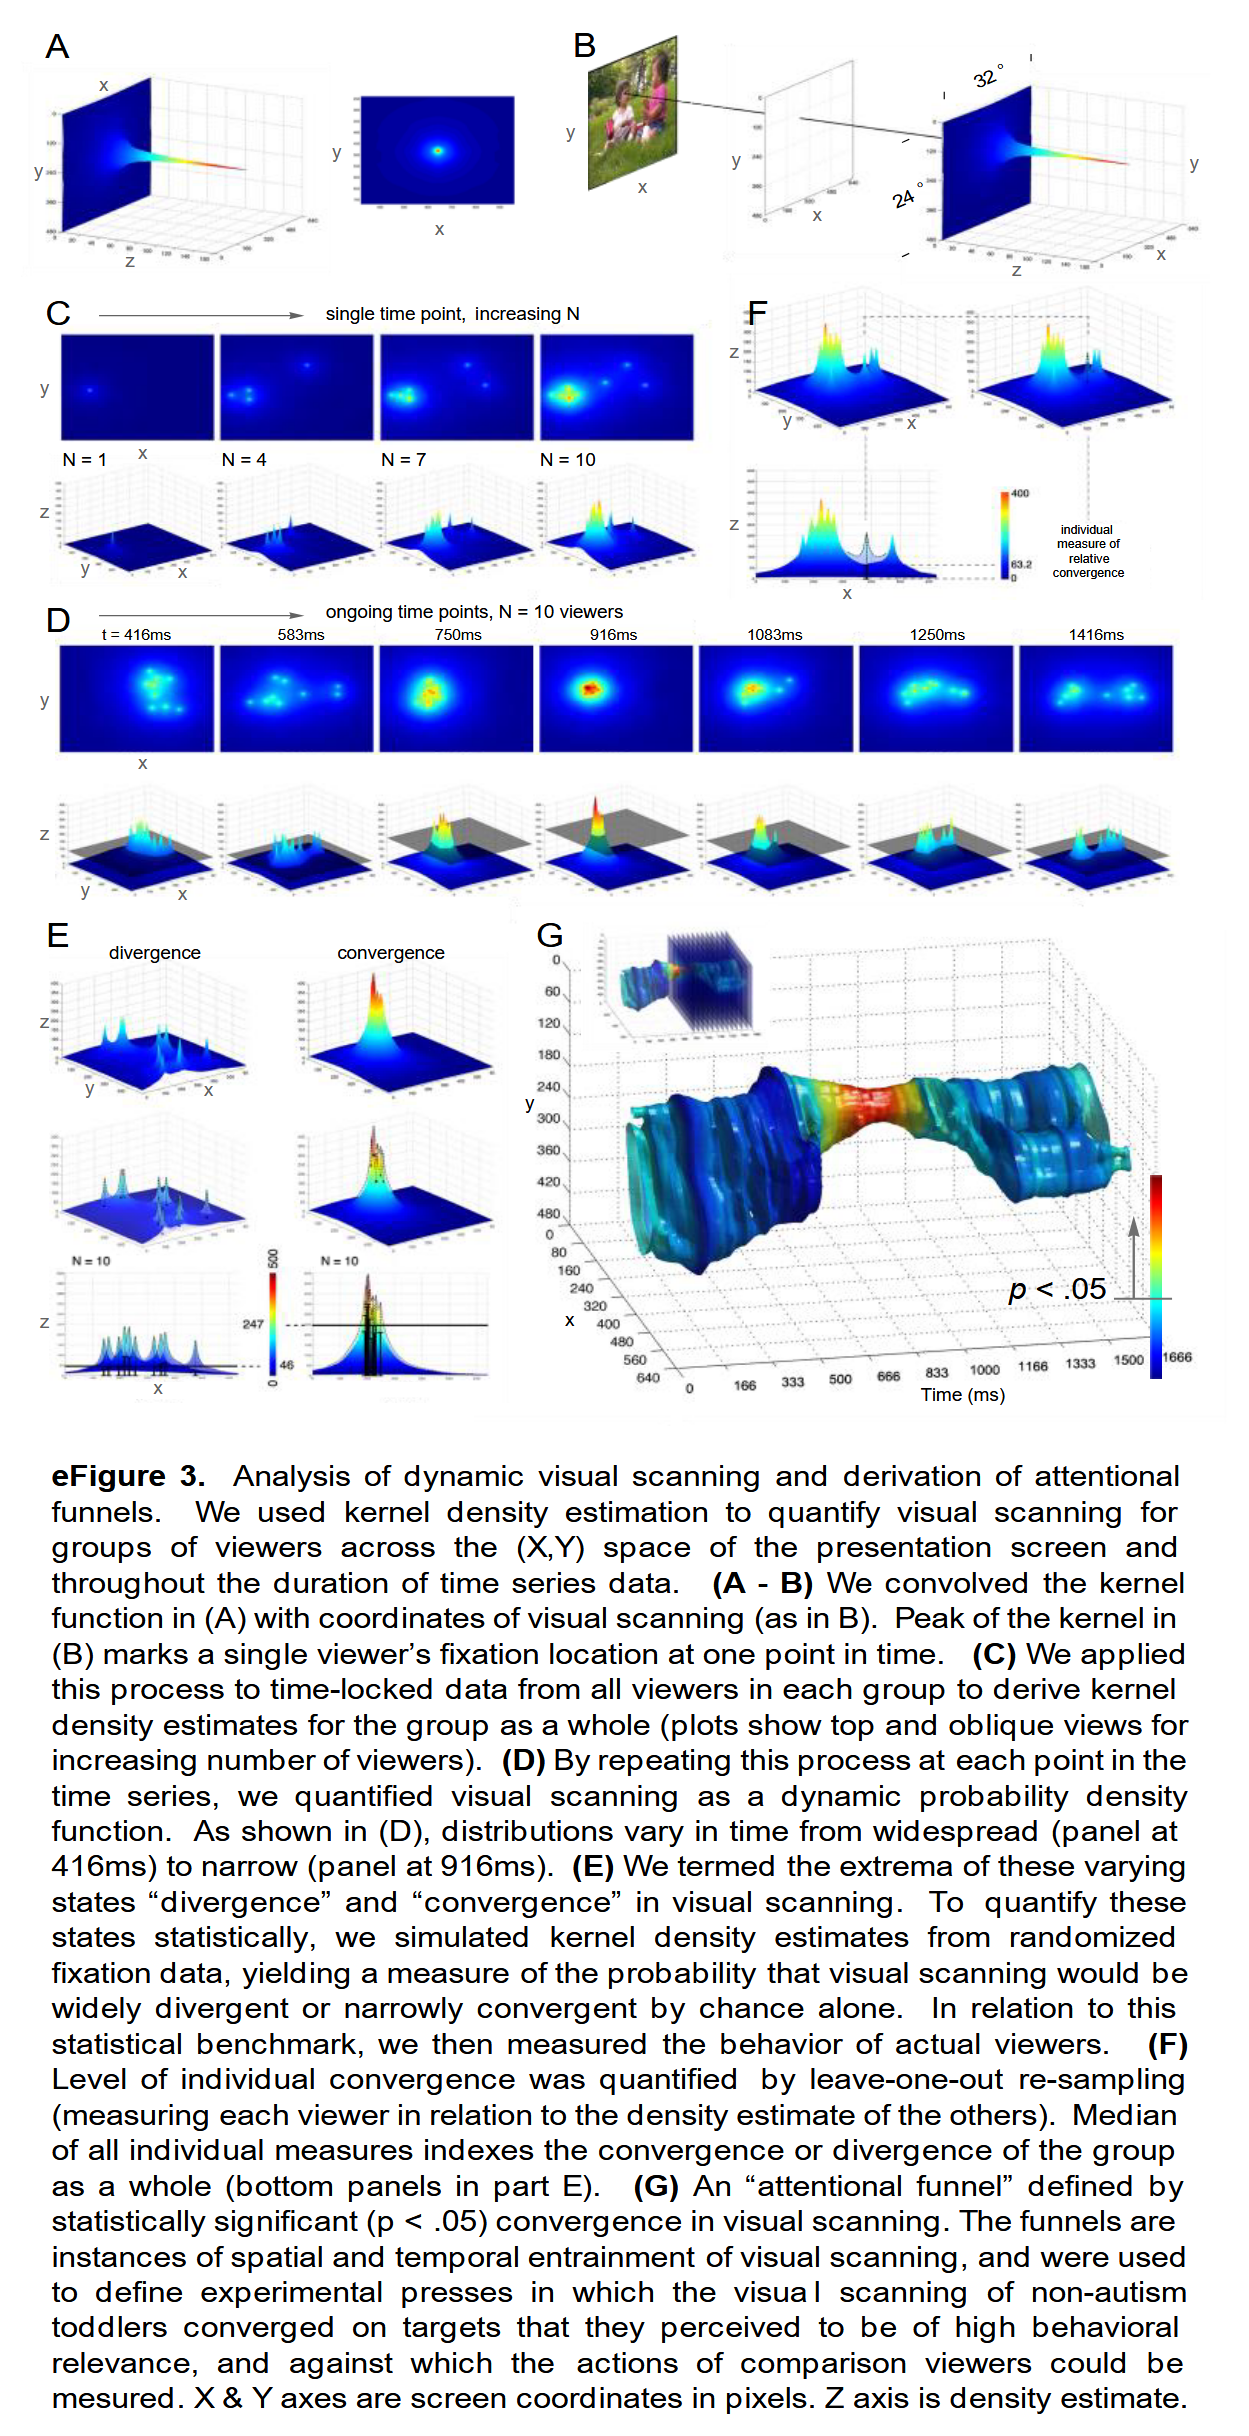 A
x
y
z
y
x
B
y
x
y
x
32°
24°
y
x
z
C
single time point, increasing N
y
x
N = 1
N = 4
N = 7
N = 10
z
y
x
F
z
y
x
z
x
400
63.2
0
individual
measure of
relative
convergence
D
ongoing time points, N = 10 viewers
t = 416ms
583ms
750ms
916ms
1083ms
1250ms
1416ms
y
x
z
y
x
E
divergence
convergence
z
y
x
N = 10
N = 10
500
247
46
0
z
x
G
0
60
120
180
240
300
360
420
480
y
0
80
160
240
320
400
480
560
640
x
0
166
333
500
666
833
1000
1166
1333
1500
1666
Time (ms)
p < .05
eFigure 3. Analysis of dynamic visual scanning and derivation of attentional
funnels. We used kernel density estimation to quantify visual scanning for
groups of viewers across the (X,Y) space of the presentation screen and
throughout the duration of time series data. (A - B) We convolved the kernel
function in (A) with coordinates of visual scanning (as in B). Peak of the kernel in
(B) marks a single viewer’s fixation location at one point in time. (C) We applied
this process to time-locked data from all viewers in each group to derive kernel
density estimates for the group as a whole (plots show top and oblique views for
increasing number of viewers). (D) By repeating this process at each point in the
time series, we quantified visual scanning as a dynamic probability density
function. As shown in (D), distributions vary in time from widespread (panel at
416ms) to narrow (panel at 916ms). (E) We termed the extrema of these varying
states “divergence” and “convergence” in visual scanning. To quantify these
states statistically, we simulated kernel density estimates from randomized
fixation data, yielding a measure of the probability that visual scanning would be
widely divergent or narrowly convergent by chance alone. In relation to this
statistical benchmark, we then measured the behavior of actual viewers. (F)
Level of individual convergence was quantified by leave-one-out re-sampling
(measuring each viewer in relation to the density estimate of the others). Median
of all individual measures indexes the convergence or divergence of the group
as a whole (bottom panels in part E). (G) An “attentional funnel” defined by
statistically significant (p < .05) convergence in visual scanning. The funnels are
instances of spatial and temporal entrainment of visual scanning, and were used
to define experimental presses in which the visual scanning of non-autism
toddlers converged on targets that they perceived to be of high behavioral
relevance, and against which the actions of comparison viewers could be
mesured. X & Y axes are screen coordinates in pixels. Z axis is density estimate.